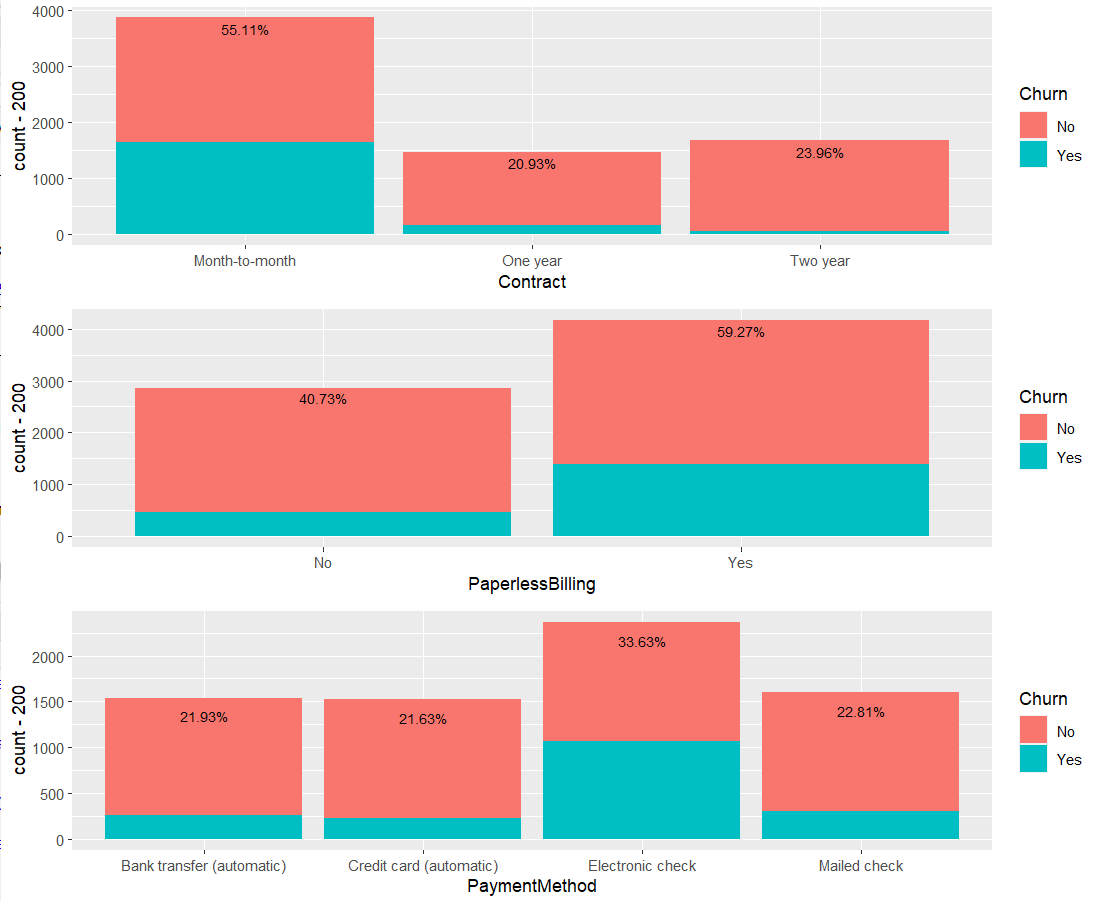 4000
3000
2000
1000
0
count - 200
55.11%
20.93%
23.96%
Month-to-month
One year
Two year
Contract
Churn
No
Yes
4000
3000
2000
1000
0
count - 200
40.73%
59.27%
No
Yes
PaperlessBilling
Churn
No
Yes
2000
1500
1000
500
0
count - 200
21.93%
21.63%
33.63%
22.81%
Bank transfer (automatic)
Credit card (automatic)
Electronic check
Mailed check
PaymentMethod
Churn
No
Yes